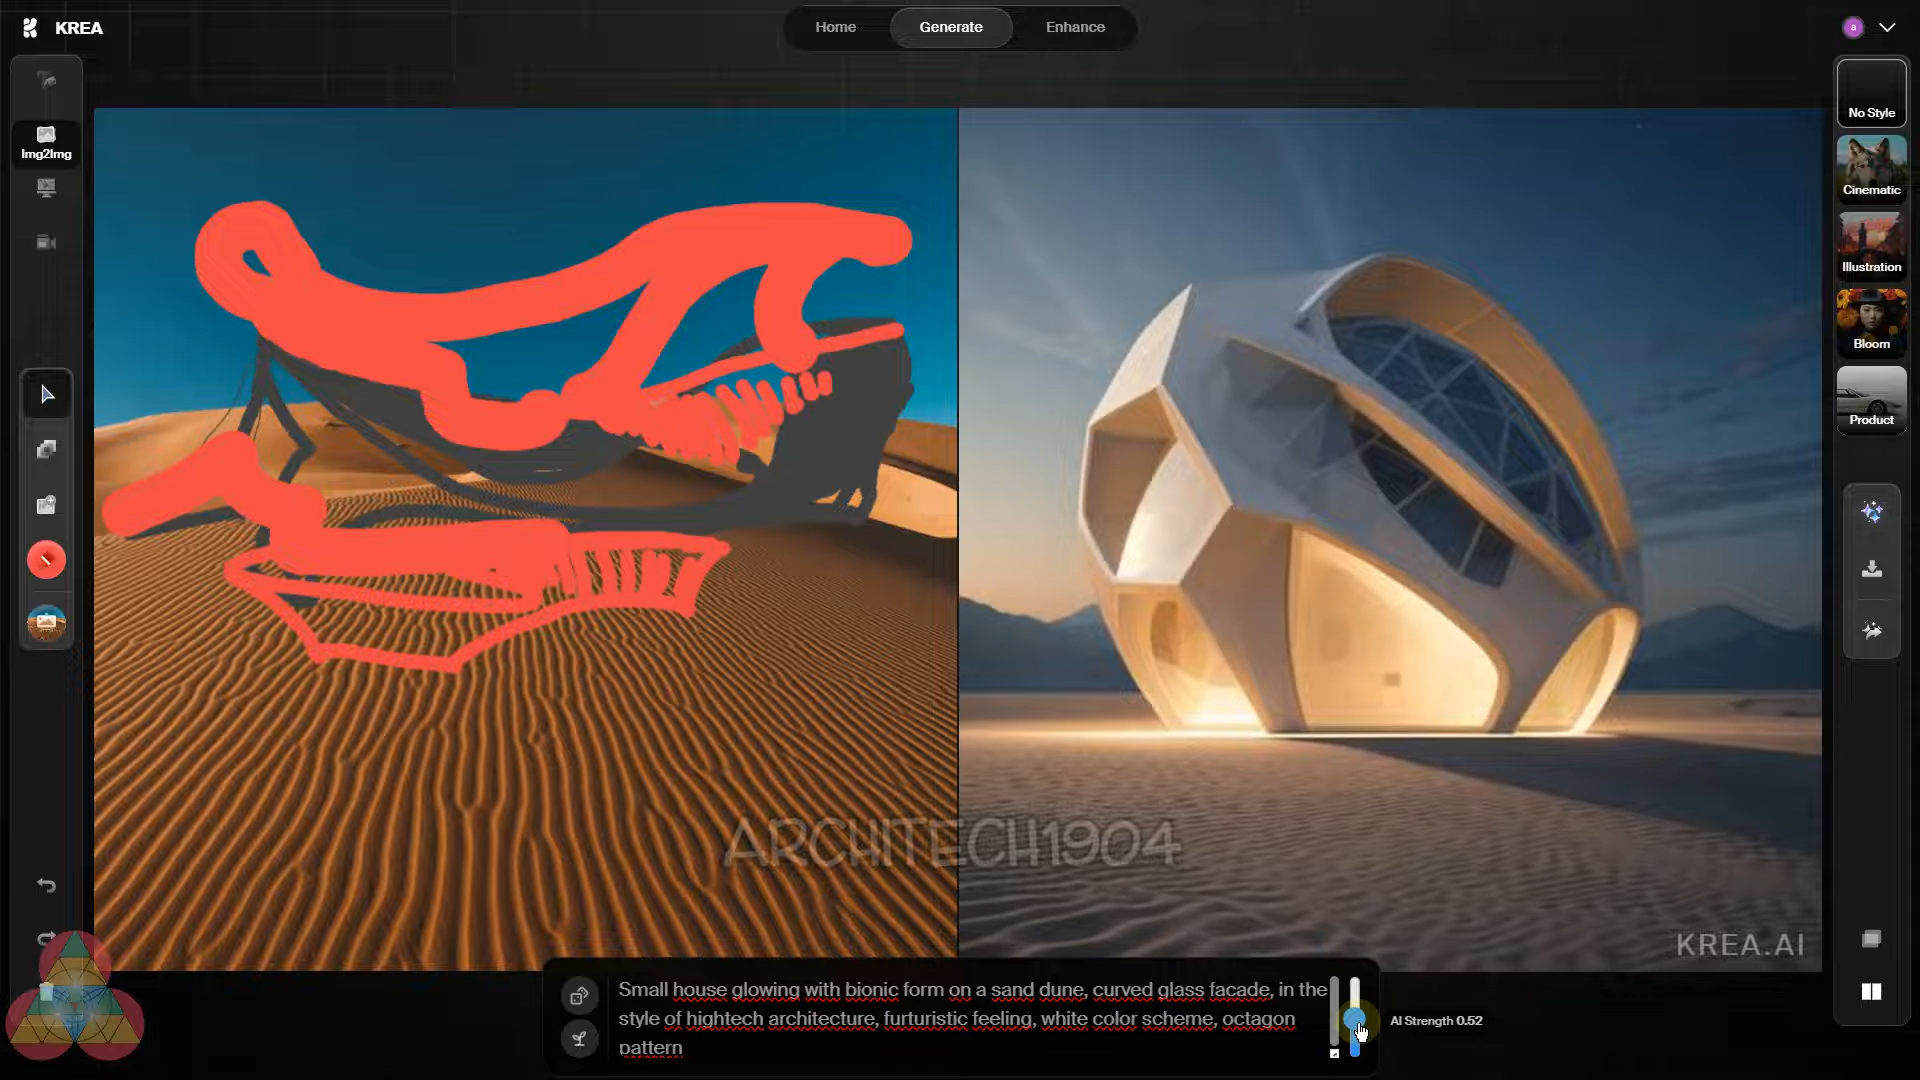 KREA
Home
Generate
Enhance
a
Img2Img
No Style
Cinematic
Illustration
Bloom
Product
ARCHITECH1904
KREA.AI
Small house glowing with bionic form on a sand dune, curved glass facade, in the
style of hightech architecture, furturistic feeling, white color scheme, octagon
pattern
AI Strength 0.52